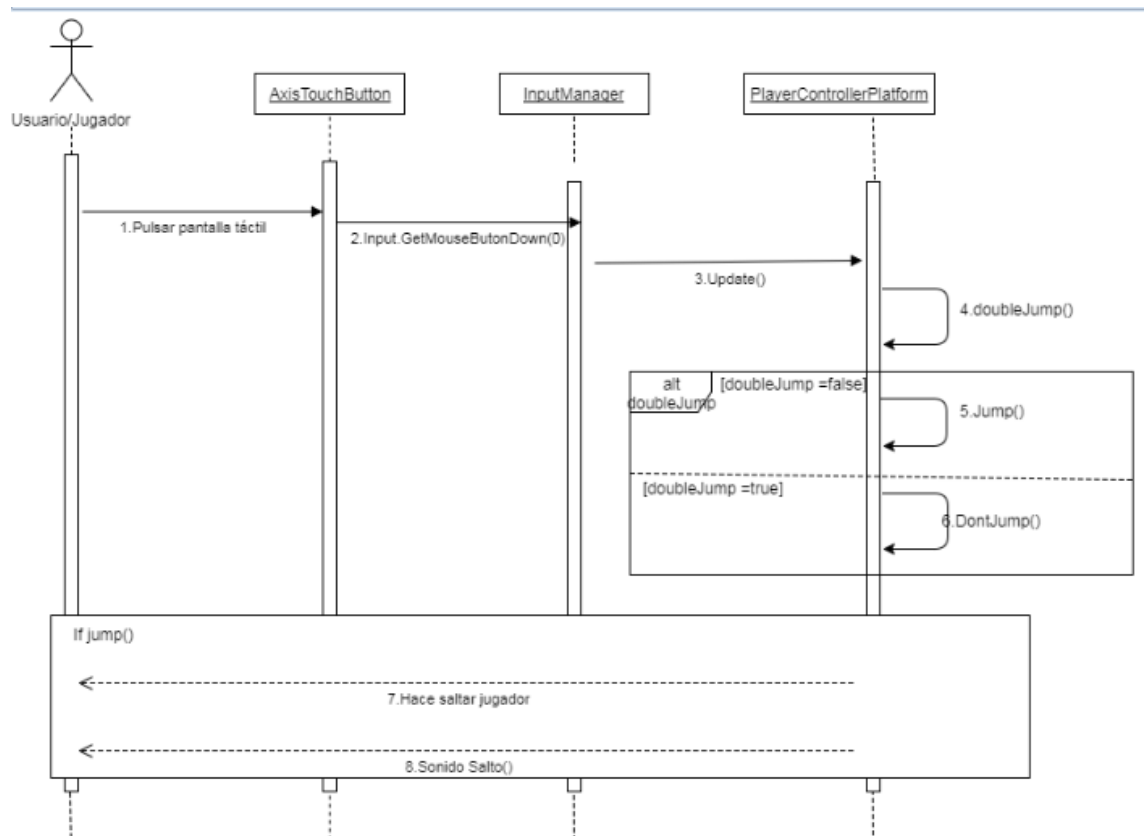 Usuario/Jugador
AxisTouchButton
InputManager
PlayerControllerPlatform
1.Pulsar pantalla táctil
2.Input.GetMouseButonDown(0)
3.Update()
4.doubleJump()
alt
doubleJump
[doubleJump =false]
5.Jump()
[doubleJump =true]
6.DontJump()
If jump()
7.Hace saltar jugador
8.Sonido Salto()